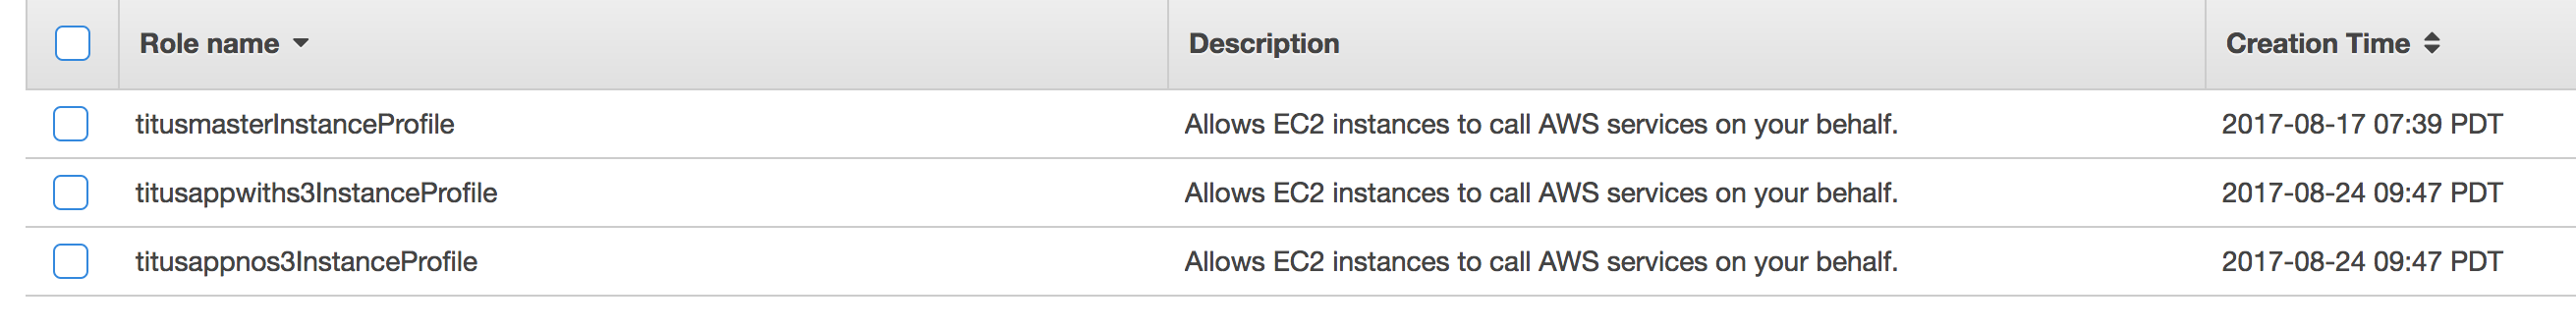 Role name Description Creation Time
titusmasterInstanceProfile Allows EC2 instances to call AWS services on your behalf. 2017-08-17 07:39 PDT
titusappwiths3InstanceProfile Allows EC2 instances to call AWS services on your behalf. 2017-08-24 09:47 PDT
titusappnos3InstanceProfile Allows EC2 instances to call AWS services on your behalf. 2017-08-24 09:47 PDT